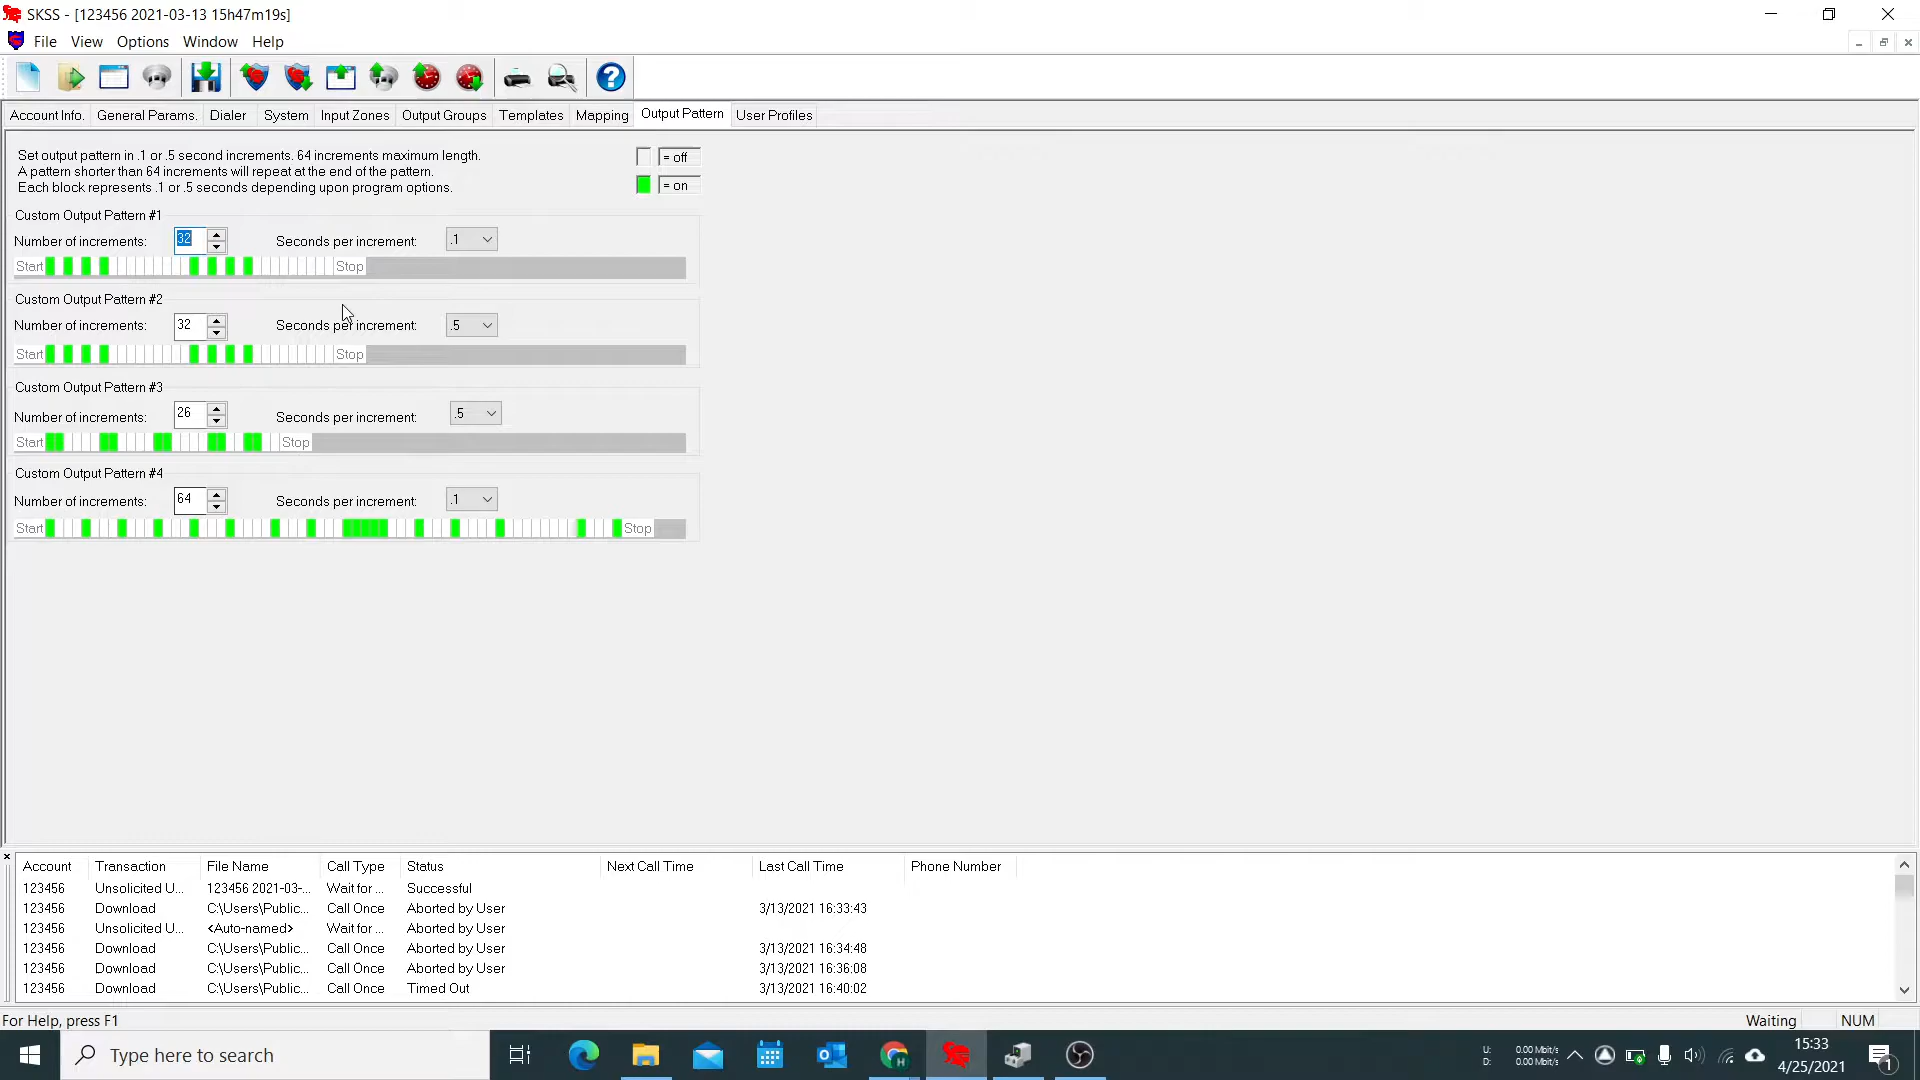 SKSS - [123456 2021-03-13 15h47m19s]
File View Options Window Help
Account Info. General Params. Dialer System Input Zones Output Groups Templates Mapping Output Pattern User Profiles
Set output pattern in .1 or .5 second increments. 64 increments maximum length.
A pattern shorter than 64 increments will repeat at the end of the pattern.
Each block represents .1 or .5 seconds depending upon program options.
= off
= on
Custom Output Pattern #1
Number of increments: 32 Seconds per increment: .1
Start Stop
Custom Output Pattern #2
Number of increments: 32 Seconds per increment: .5
Start Stop
Custom Output Pattern #3
Number of increments: 26 Seconds per increment: .5
Start Stop
Custom Output Pattern #4
Number of increments: 64 Seconds per increment: .1
Start Stop
Account Transaction File Name Call Type Status Next Call Time Last Call Time Phone Number
123456 Unsolicited U... 123456 2021-03-... Wait for ... Successful
123456 Download C:\Users\Public... Call Once Aborted by User 3/13/2021 16:33:43
123456 Unsolicited U... <Auto-named> Wait for ... Aborted by User
123456 Download C:\Users\Public... Call Once Aborted by User 3/13/2021 16:34:48
123456 Download C:\Users\Public... Call Once Aborted by User 3/13/2021 16:36:08
123456 Download C:\Users\Public... Call Once Timed Out 3/13/2021 16:40:02
For Help, press F1 Waiting NUM
Type here to search
U: 0.00 Mbit/s
D: 0.00 Mbit/s
15:33
4/25/2021
1